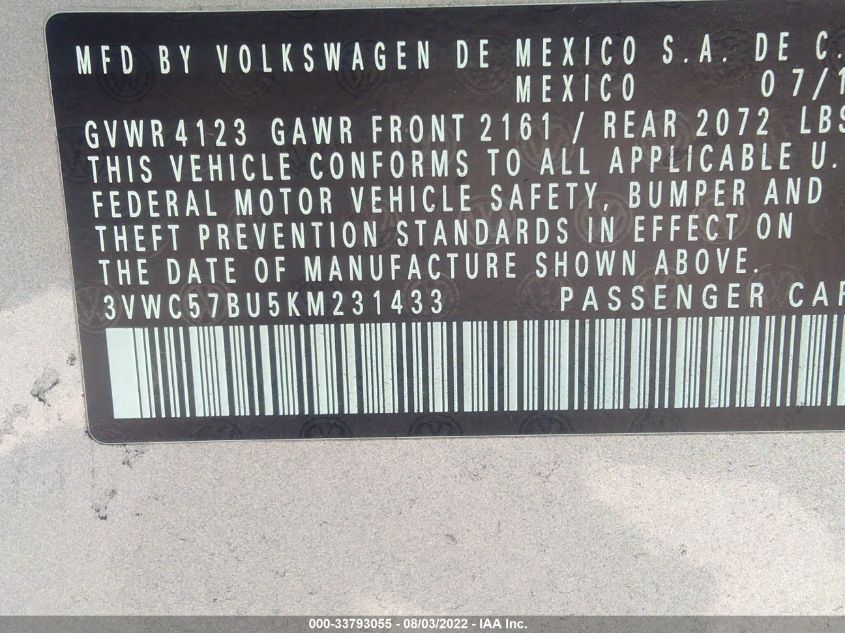 MFD BY VOLKSWAGEN DE MEXICO S.A. DE C.
MEXICO 07/1
GVWR 4123 GAWR FRONT 2161 / REAR 2072 LBS
THIS VEHICLE CONFORMS TO ALL APPLICABLE U.
FEDERAL MOTOR VEHICLE SAFETY, BUMPER AND
THEFT PREVENTION STANDARDS IN EFFECT ON
THE DATE OF MANUFACTURE SHOWN ABOVE.
3VWC57BU5KM231433 PASSENGER CAR
000-33793055 - 08/03/2022 - IAA Inc.